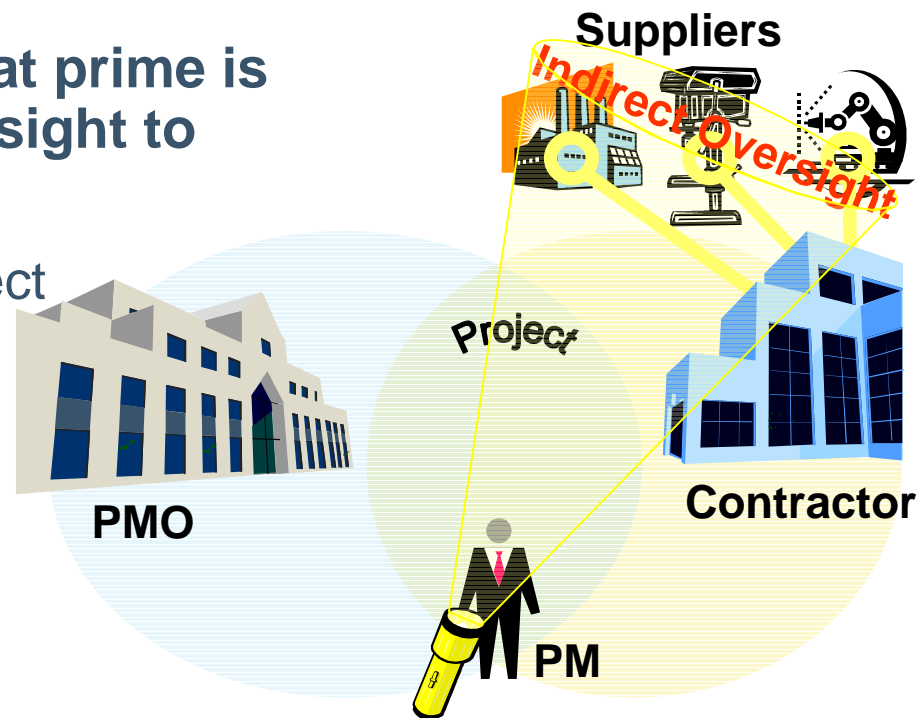 Suppliers
at prime is
sight to
Indirect Oversight
ect
Project
PMO
Contractor
PM